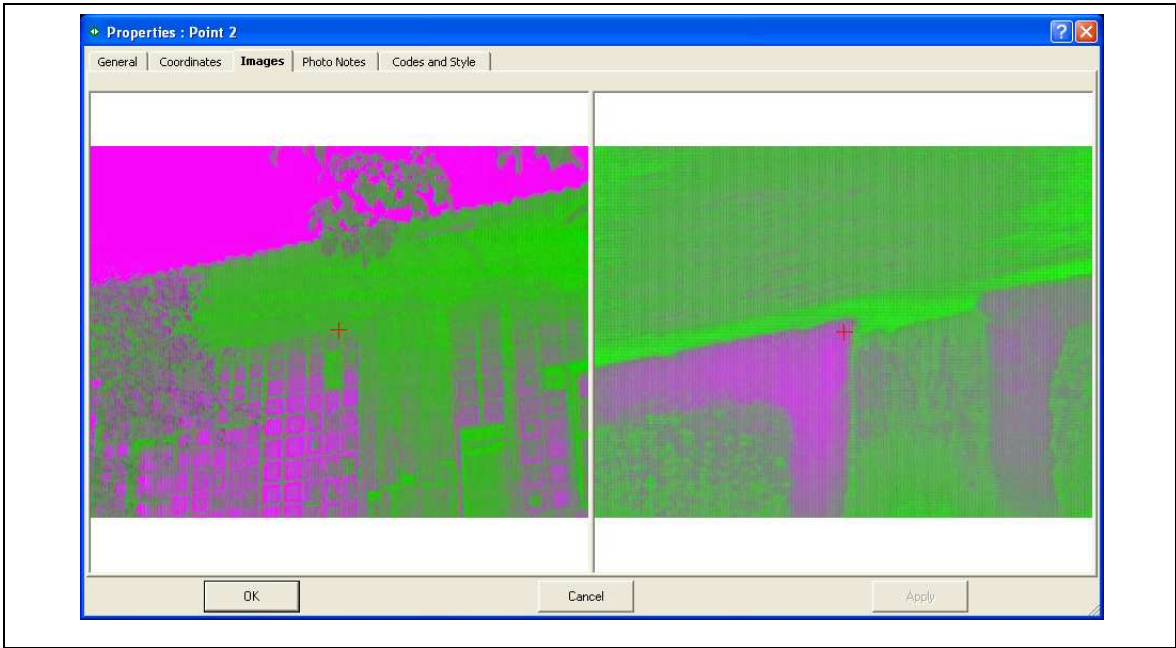 Properties : Point 2
General Coordinates Images Photo Notes Codes and Style
OK Cancel Apply